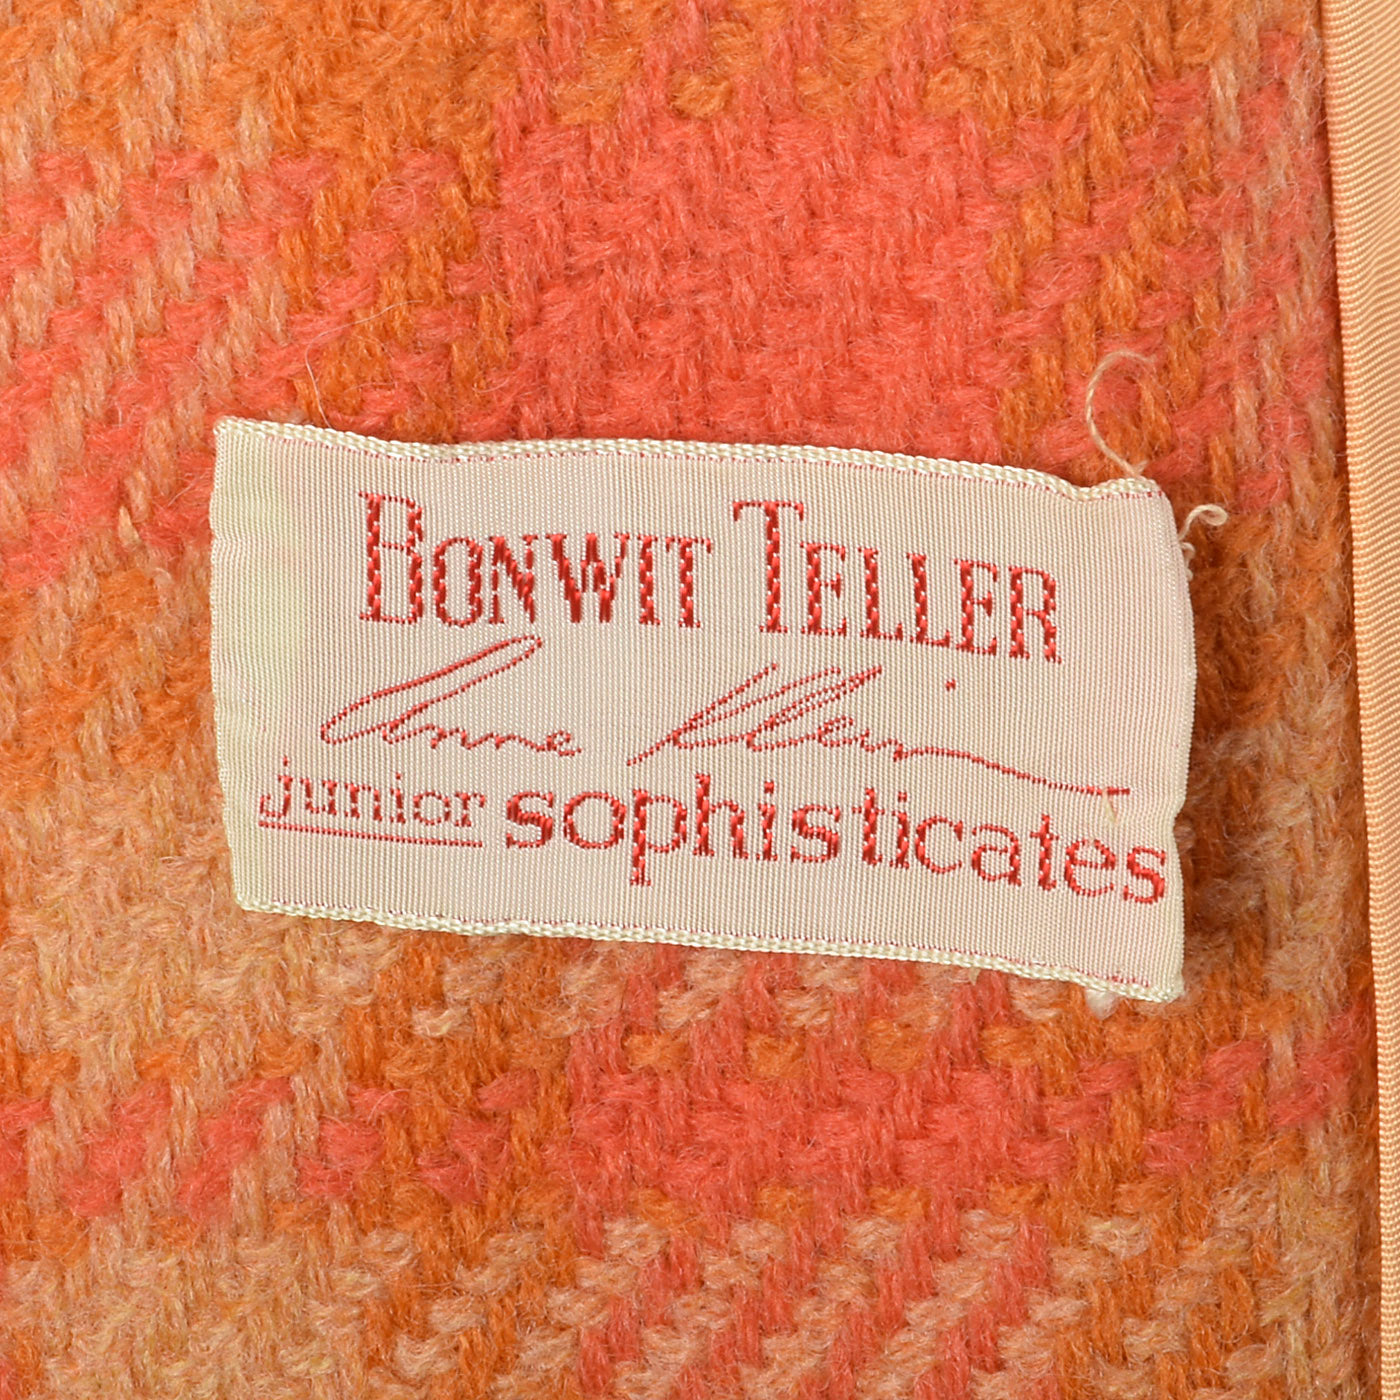 BONWIT TELLER
Anne Klein
junior sophisticates